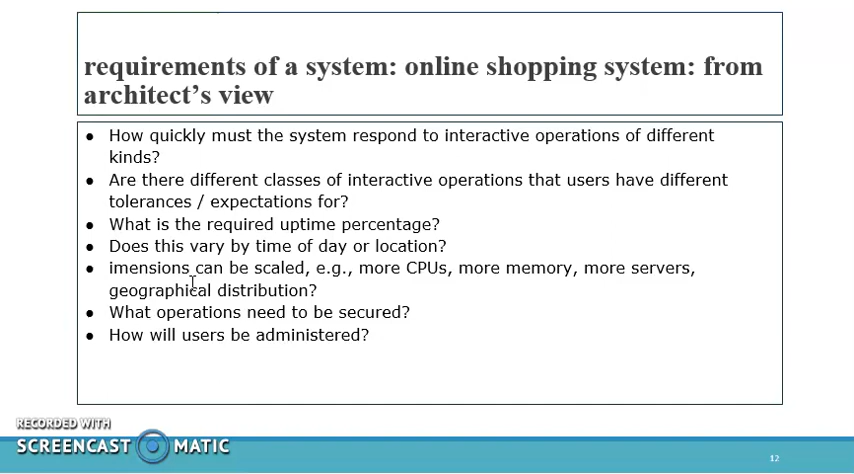 requirements of a system: online shopping system: from
architect's view
● How quickly must the system respond to interactive operations of different
kinds?
● Are there different classes of interactive operations that users have different
tolerances / expectations for?
● What is the required uptime percentage?
● Does this vary by time of day or location?
● imensions can be scaled, e.g., more CPUs, more memory, more servers,
geographical distribution?
● What operations need to be secured?
● How will users be administered?
RECORDED WITH
SCREENCAST MATIC
12